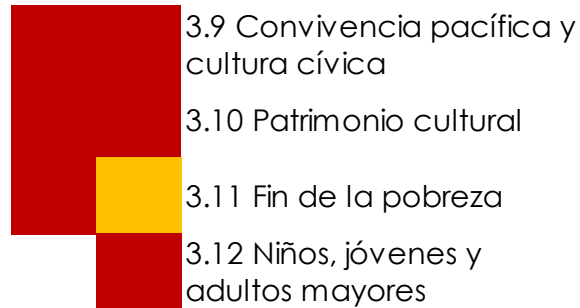 3.9 Convivencia pacífica y
cultura cívica
3.10 Patrimonio cultural
3.11 Fin de la pobreza
3.12 Niños, jóvenes y
adultos mayores